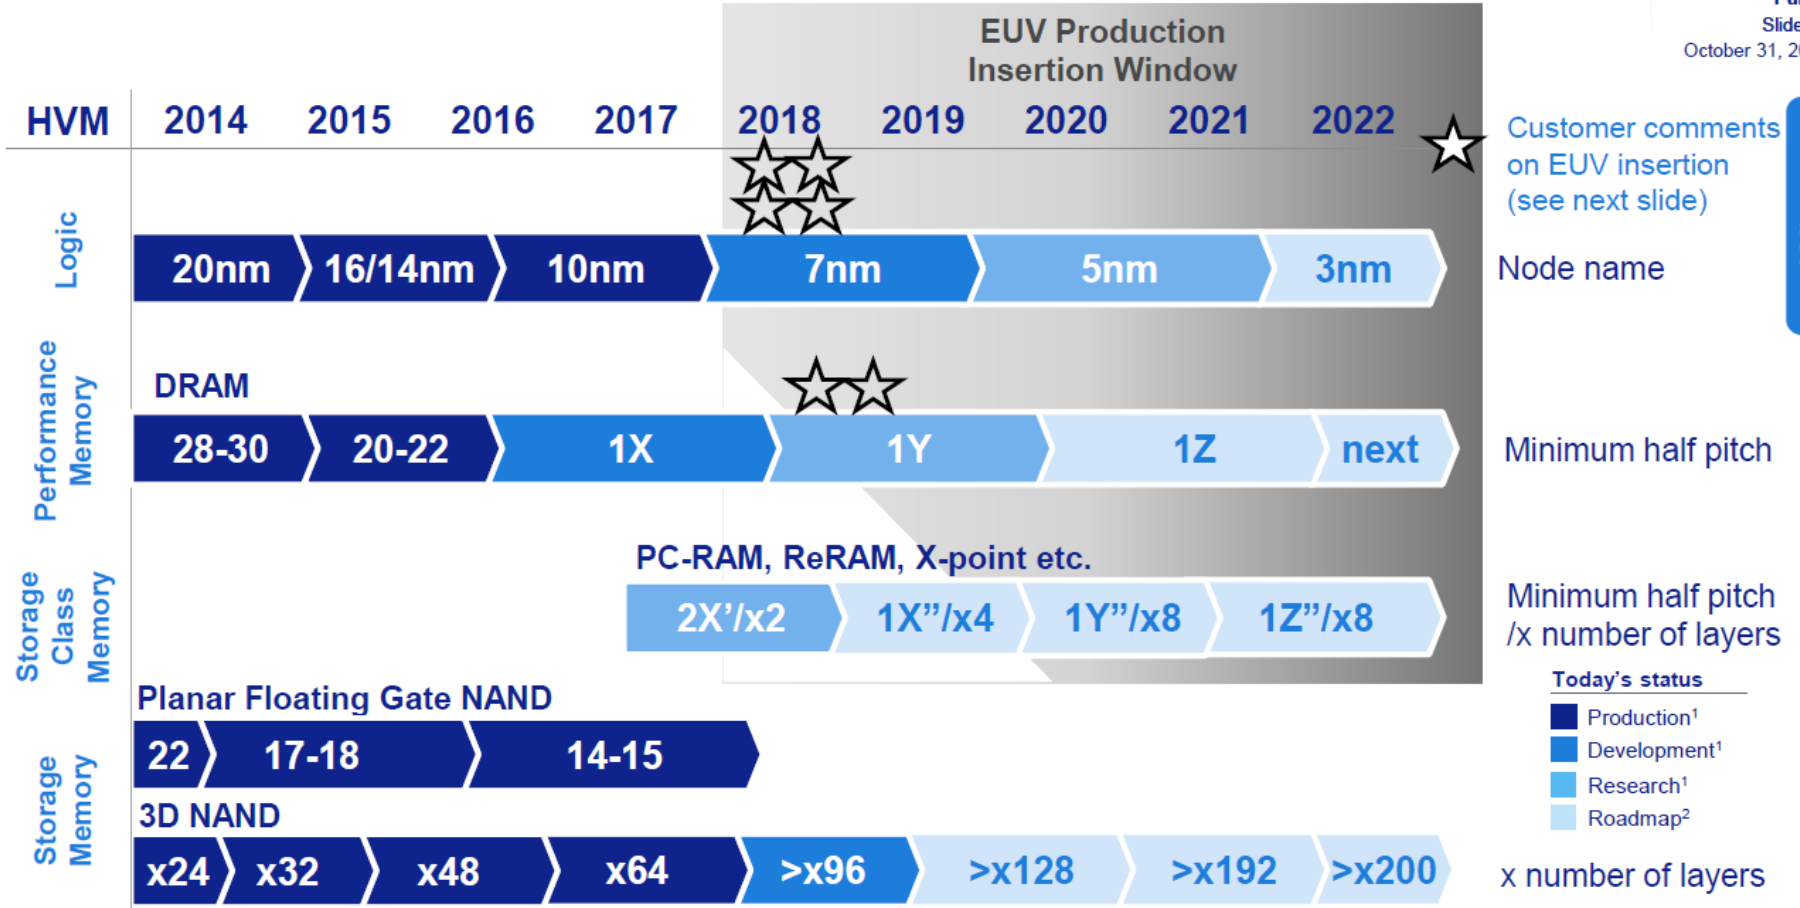 Slide
October 31,
EUV Production
Insertion Window
HVM 2014 2015 2016 2017 2018 2019 2020 2021 2022
Customer comments
on EUV insertion
(see next slide)
Logic
20nm 16/14nm 10nm 7nm 5nm 3nm
Node name
Performance
Memory
DRAM
28-30 20-22 1X 1Y 1Z next
Minimum half pitch
Storage
Class
Memory
PC-RAM, ReRAM, X-point etc.
2X’/x2 1X”/x4 1Y”/x8 1Z”/x8
Minimum half pitch
/x number of layers
Today’s status
Production¹
Development¹
Research¹
Roadmap²
Storage
Memory
Planar Floating Gate NAND
22 17-18 14-15
3D NAND
x24 x32 x48 x64 >x96 >x128 >x192 >x200
x number of layers